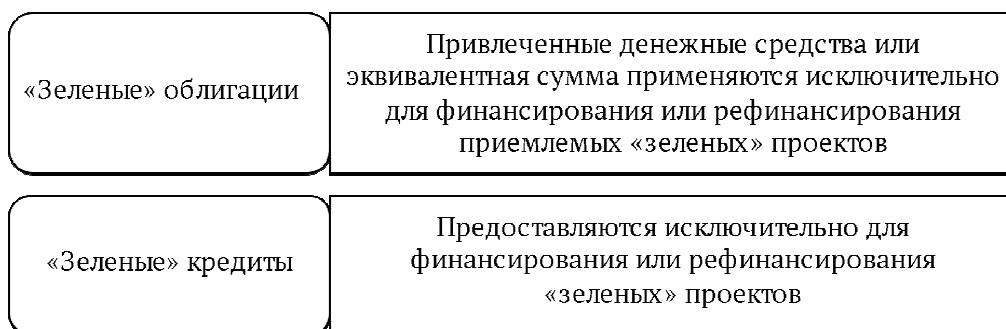 «Зеленые» облигации
Привлеченные денежные средства или
эквивалентная сумма применяются исключительно
для финансирования или рефинансирования
приемлемых «зеленых» проектов
«Зеленые» кредиты
Предоставляются исключительно для
финансирования или рефинансирования
«зеленых» проектов